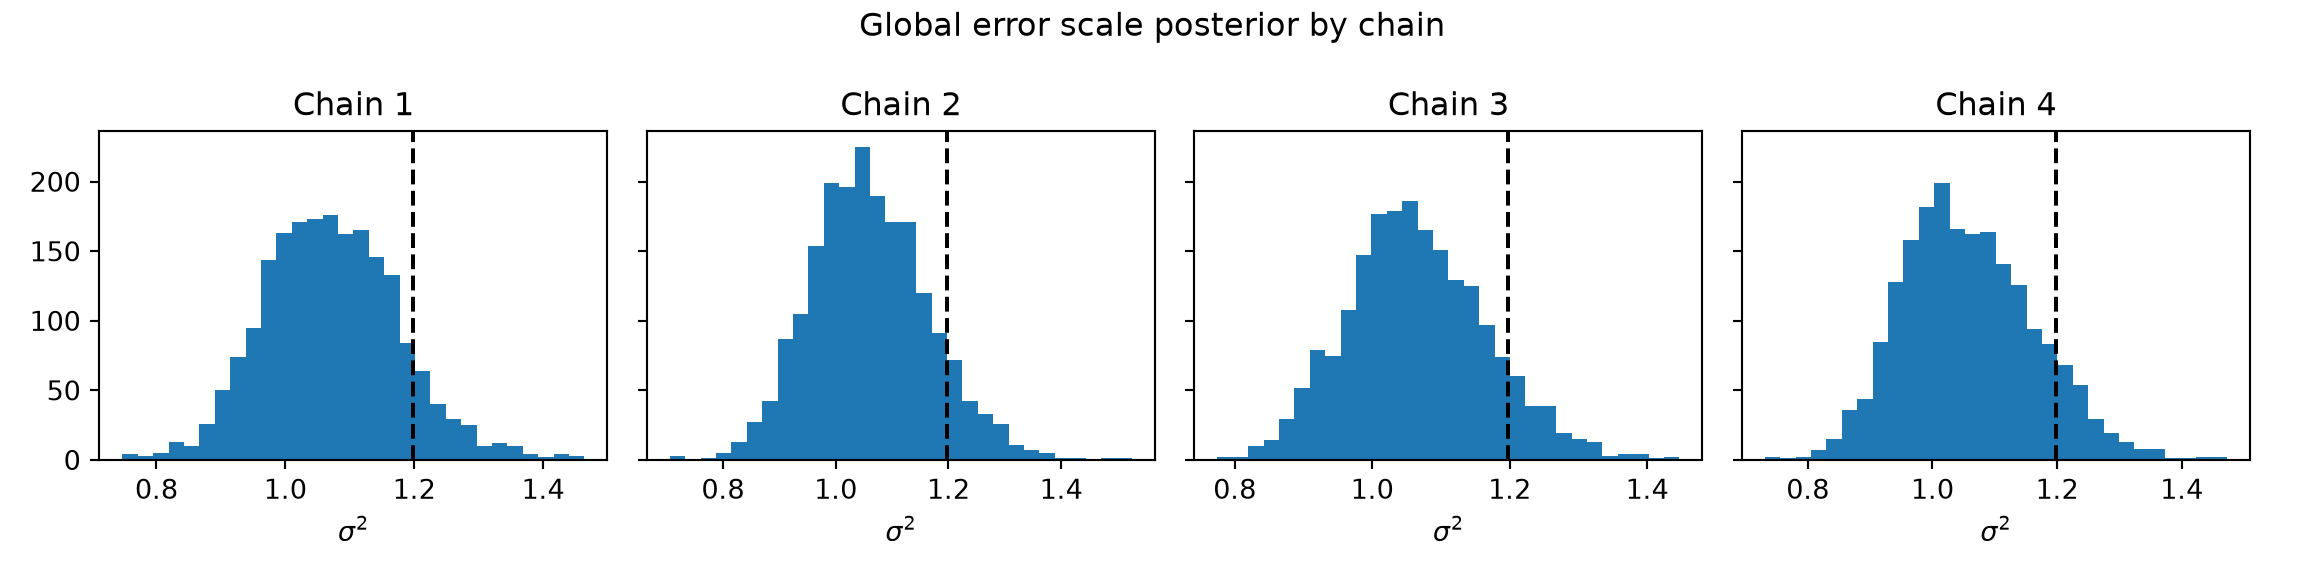 Global error scale posterior by chain
Chain 1 Chain 2 Chain 3 Chain 4
200
150
100
50
0
0.8 1.0 1.2 1.4 0.8 1.0 1.2 1.4 0.8 1.0 1.2 1.4 0.8 1.0 1.2 1.4
σ² σ² σ² σ²